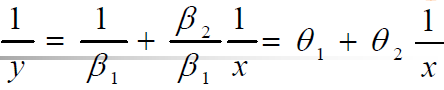 1/y = 1/β₁ + β₂/β₁ 1/x = θ₁ + θ₂ 1/x